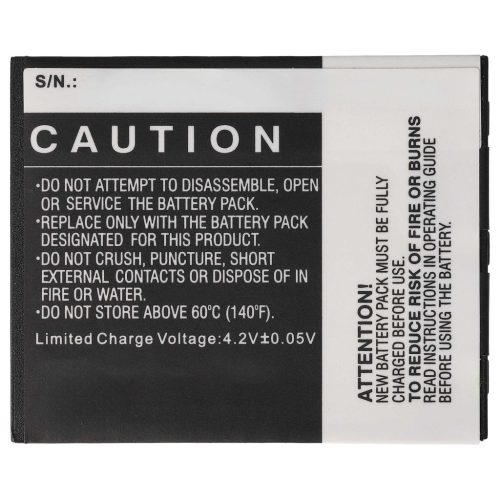 S/N.:
CAUTION
•DO NOT ATTEMPT TO DISASSEMBLE, OPEN
OR SERVICE THE BATTERY PACK.
•REPLACE ONLY WITH THE BATTERY PACK
DESIGNATED FOR THIS PRODUCT.
•DO NOT CRUSH, PUNCTURE, SHORT
EXTERNAL CONTACTS OR DISPOSE OF IN
FIRE OR WATER.
•DO NOT STORE ABOVE 60℃ (140℉).
Limited Charge Voltage:4.2V±0.05V
ATTENTION!
NEW BATTERY PACK MUST BE FULLY
CHARGED BEFORE USE.
TO REDUCE RISK OF FIRE OR BURNS
READ INSTRUCTIONS IN OPERATING GUIDE
BEFORE USING THE BATTERY.